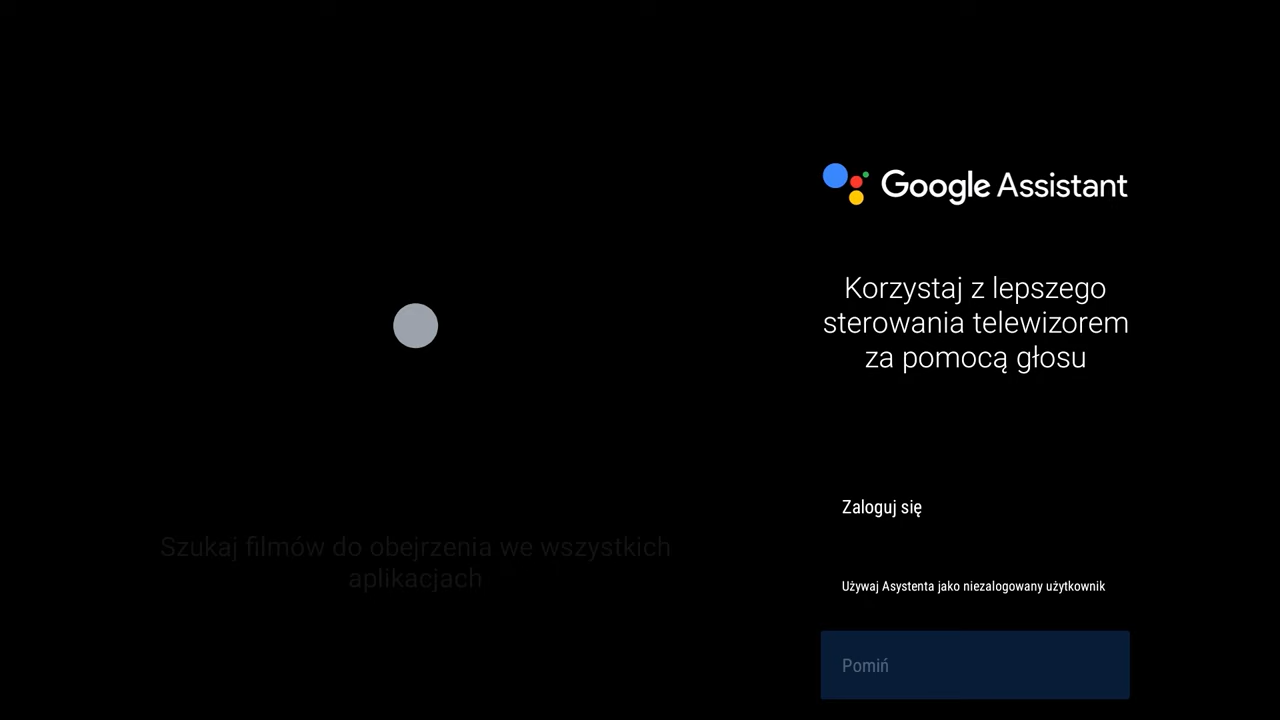 Google Assistant
Korzystaj z lepszego
sterowania telewizorem
za pomocą głosu
Szukaj filmów do obejrzenia we wszystkich
aplikacjach
Zaloguj się
Używaj Asystenta jako niezalogowany użytkownik
Pomiń